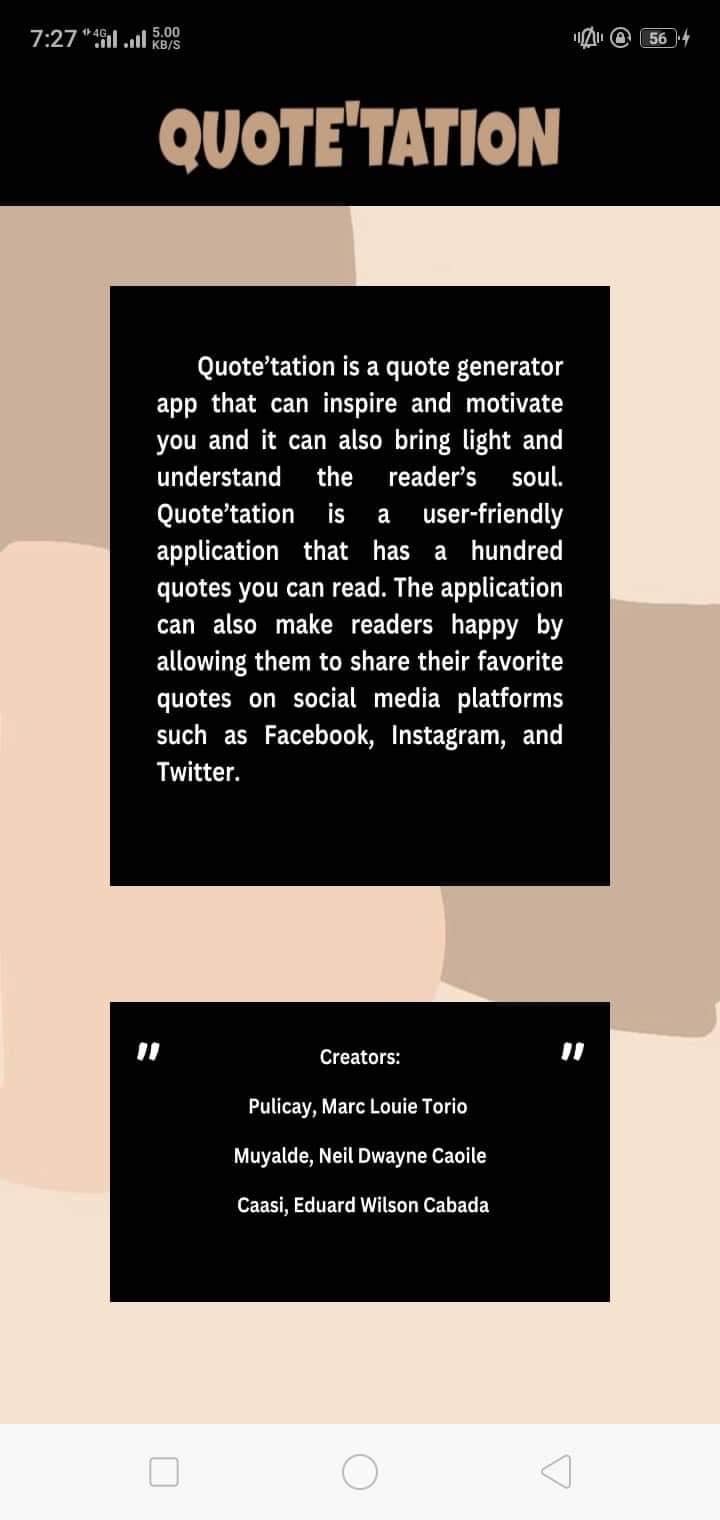 7:27 4G 5.00 KB/S 56
QUOTE'TATION
Quote’tation is a quote generator
app that can inspire and motivate
you and it can also bring light and
understand the reader’s soul.
Quote’tation is a user-friendly
application that has a hundred
quotes you can read. The application
can also make readers happy by
allowing them to share their favorite
quotes on social media platforms
such as Facebook, Instagram, and
Twitter.
" "
Creators:
Pulicay, Marc Louie Torio
Muyalde, Neil Dwayne Caoile
Caasi, Eduard Wilson Cabada